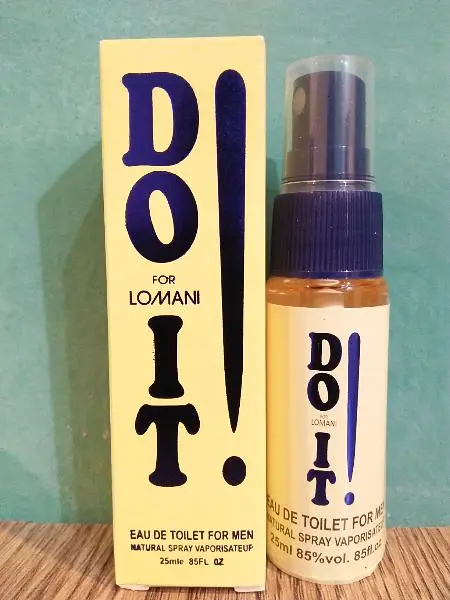 DO
FOR
LOMANI
IT!
EAU DE TOILET FOR MEN
NATURAL SPRAY VAPORISATEUP
25mle 85FL OZ
DO
FOR
LOMANI
IT!
EAU DE TOILET FOR MEN
NATURAL SPRAY VAPORISATEU
25ml 85%vol. 85fl.oz